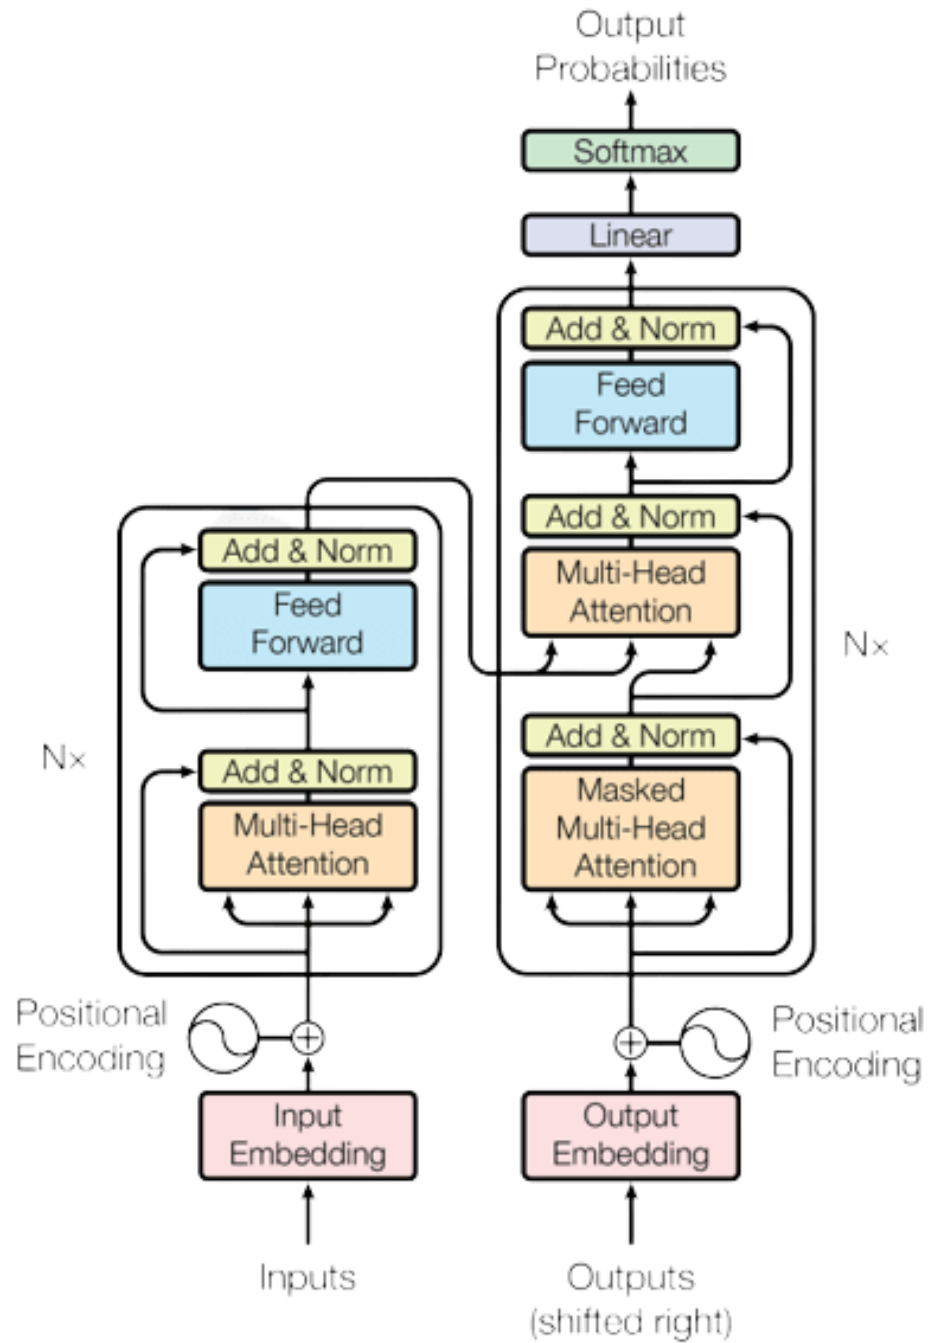 Output
Probabilities
Softmax
Linear
Add & Norm
Feed
Forward
Add & Norm
Multi-Head
Attention
Add & Norm
Masked
Multi-Head
Attention
N×
Add & Norm
Feed
Forward
Add & Norm
Multi-Head
Attention
N×
Positional
Encoding
Positional
Encoding
Input
Embedding
Output
Embedding
Inputs
Outputs
(shifted right)